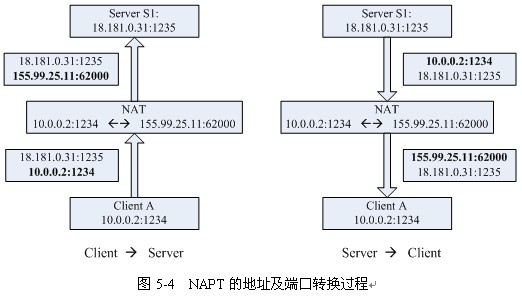 Server S1:
18.181.0.31:1235
18.181.0.31:1235
155.99.25.11:62000
NAT
10.0.0.2:1234 ←→ 155.99.25.11:62000
18.181.0.31:1235
10.0.0.2:1234
Client A
10.0.0.2:1234
Client → Server
Server S1:
18.181.0.31:1235
10.0.0.2:1234
18.181.0.31:1235
NAT
10.0.0.2:1234 ←→ 155.99.25.11:62000
155.99.25.11:62000
18.181.0.31:1235
Client A
10.0.0.2:1234
Server → Client
图 5-4 NAPT 的地址及端口转换过程↵